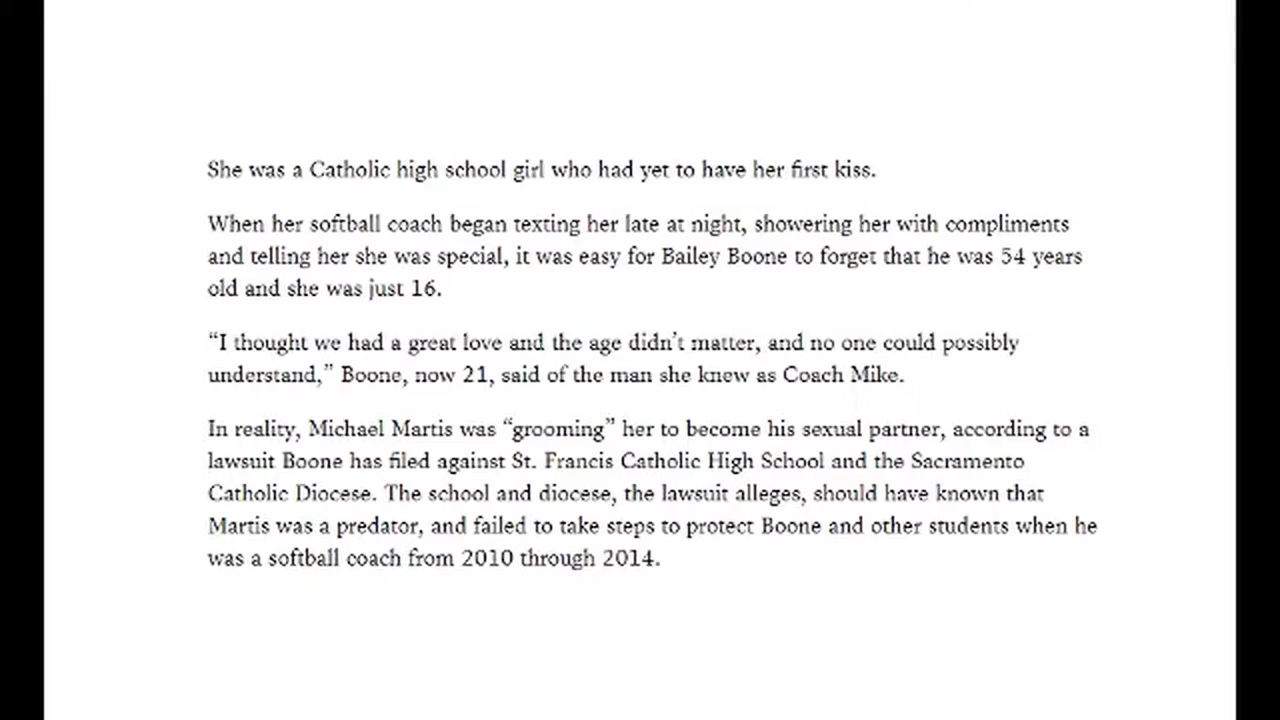 She was a Catholic high school girl who had yet to have her first kiss.
When her softball coach began texting her late at night, showering her with compliments
and telling her she was special, it was easy for Bailey Boone to forget that he was 54 years
old and she was just 16.
“I thought we had a great love and the age didn’t matter, and no one could possibly
understand,” Boone, now 21, said of the man she knew as Coach Mike.
In reality, Michael Martis was “grooming” her to become his sexual partner, according to a
lawsuit Boone has filed against St. Francis Catholic High School and the Sacramento
Catholic Diocese. The school and diocese, the lawsuit alleges, should have known that
Martis was a predator, and failed to take steps to protect Boone and other students when he
was a softball coach from 2010 through 2014.